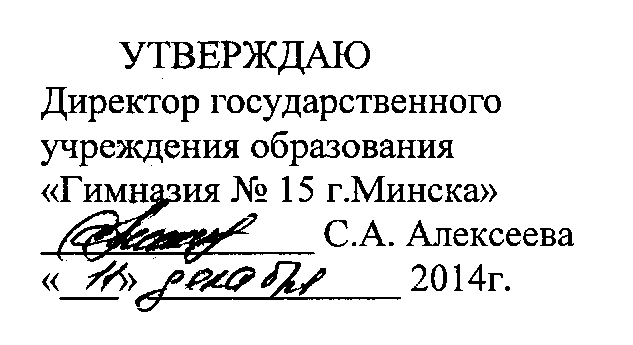 УТВЕРЖДАЮ
Директор государственного
учреждения образования
«Гимназия № 15 г.Минска»
С.А. Алексеева
«11» декабря 2014г.